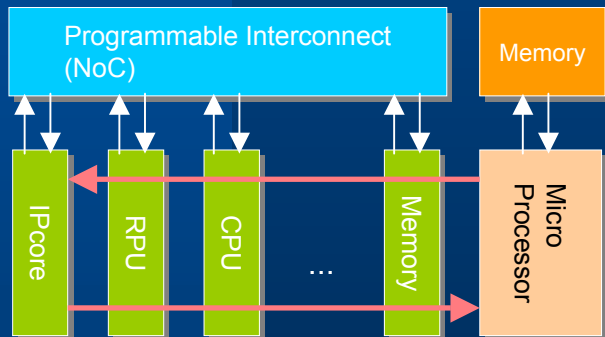 Programmable Interconnect
(NoC)
Memory
IPcore
RPU
CPU
...
Memory
Micro
Processor